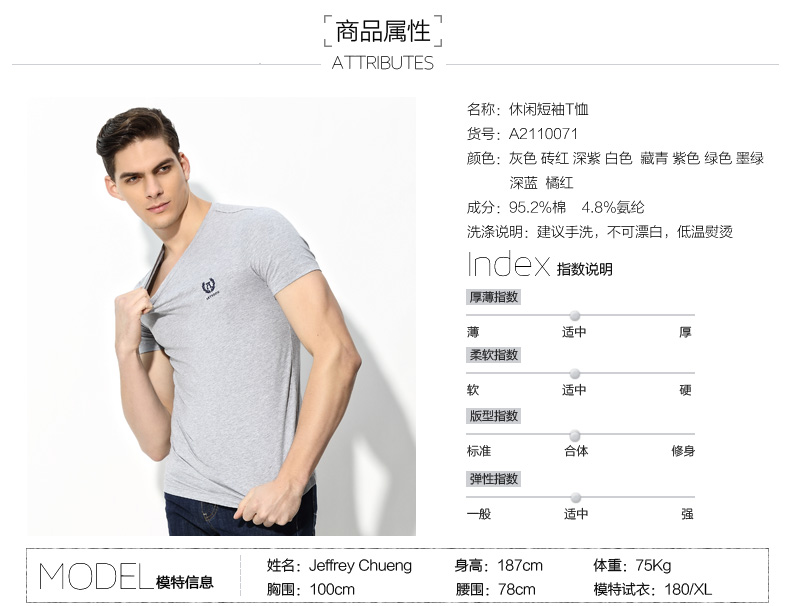 商品属性
ATTRIBUTES
名称：休闲短袖T恤
货号：A2110071
颜色：灰色 砖红 深紫 白色 藏青 紫色 绿色 墨绿
深蓝 橘红
成分：95.2%棉 4.8%氨纶
洗涤说明：建议手洗，不可漂白，低温熨烫
Index 指数说明
厚薄指数
薄 适中 厚
柔软指数
软 适中 硬
版型指数
标准 合体 修身
弹性指数
一般 适中 强
MODEL 模特信息
姓名：Jeffrey Chueng 身高：187cm 体重：75Kg
胸围：100cm 腰围：78cm 模特试衣：180/XL